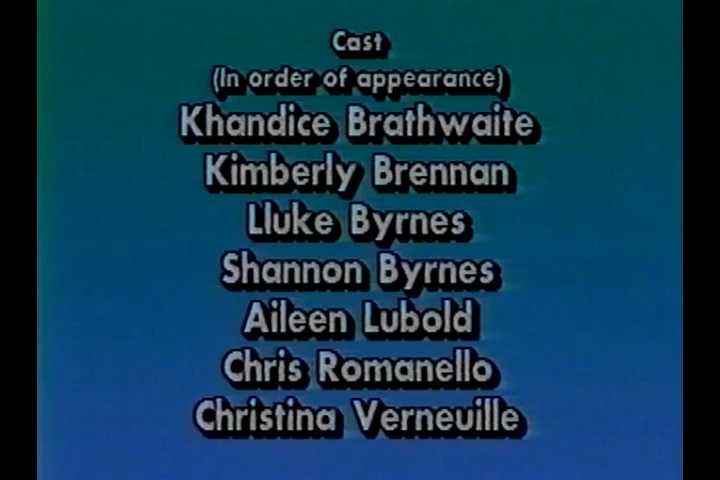 Cast
(In order of appearance)
Khandice Brathwaite
Kimberly Brennan
Lluke Byrnes
Shannon Byrnes
Aileen Lubold
Chris Romanello
Christina Verneuille